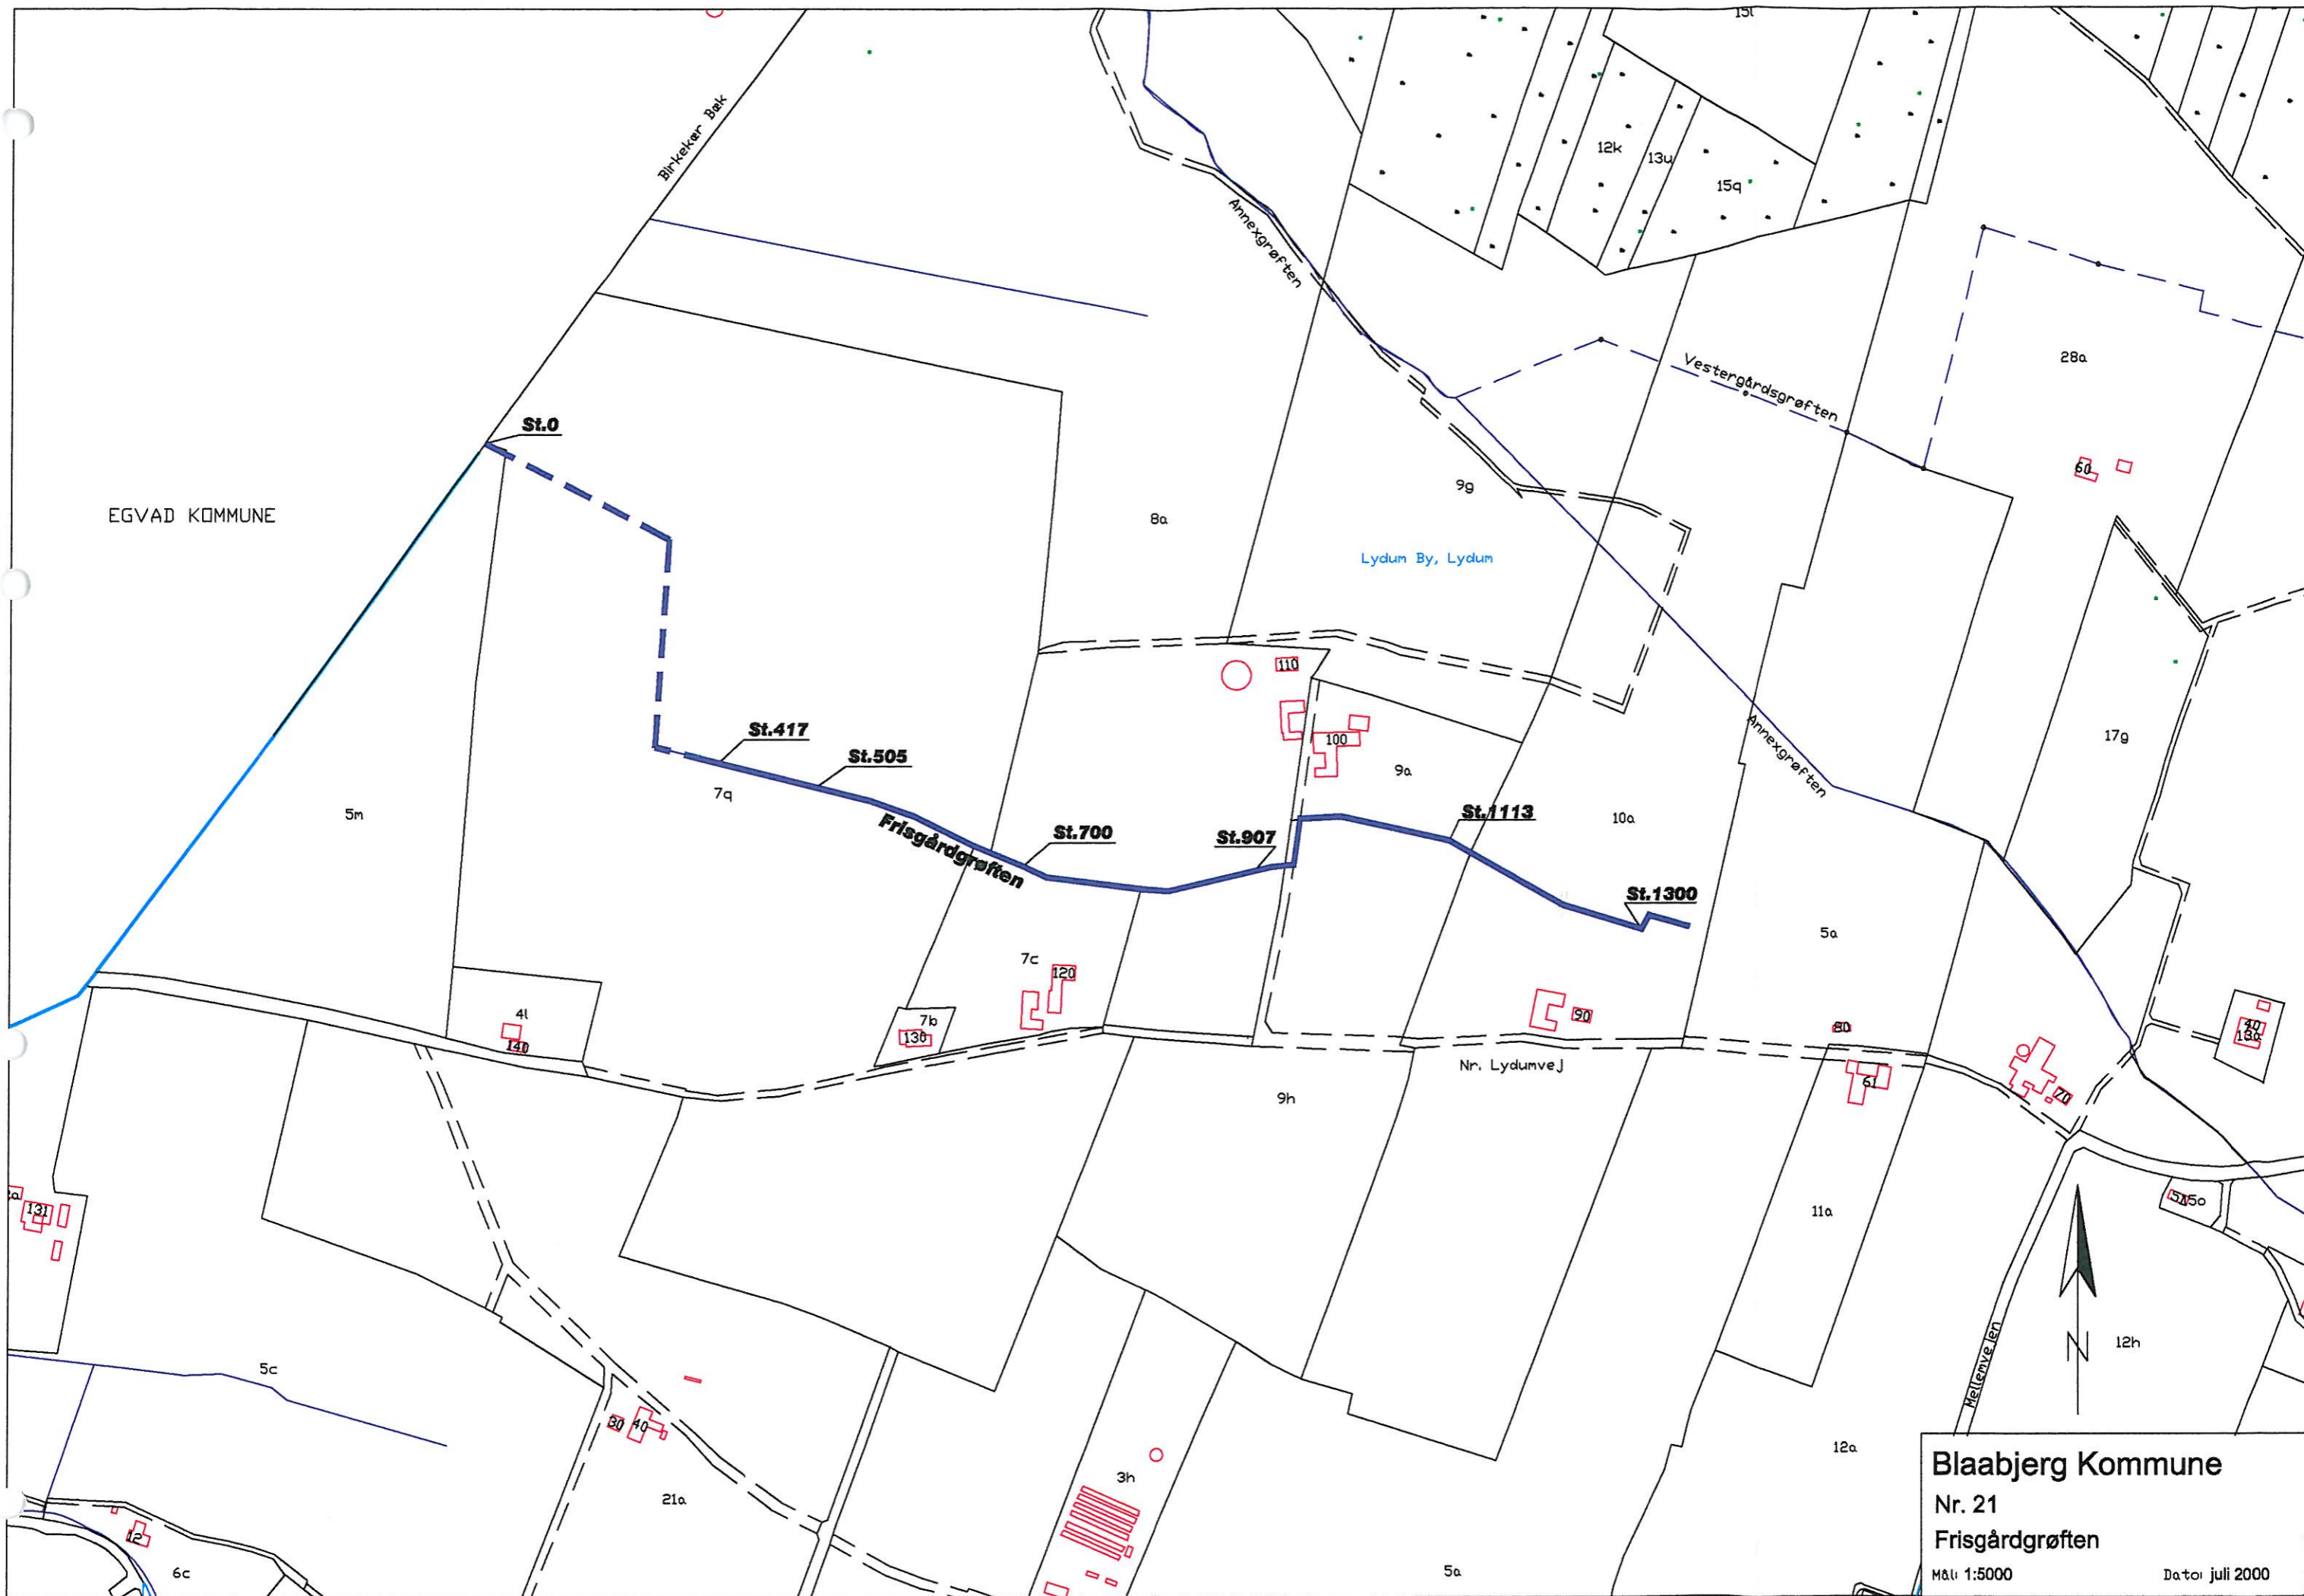 15l
Birkekær Bæk
12k
13u
15q
Annexgrøften
Vestergårdsgrøften
28a
60
St.0
EGVAD KOMMUNE
8a
9g
Lydum By, Lydum
110
100
9a
St.417
St.505
7q
5m
Frisgårdgrøften
St.700
St.907
St.1113
10a
Annexgrøften
17g
St.1300
5a
7c
120
4l
140
7b
130
90
80
61
70
Nr. Lydumvej
9h
131
11a
12h
Mellemvejen
5c
30
40
21a
3h
12a
12
6c
5a
Blaabjerg Kommune
Nr. 21
Frisgårdgrøften
Mål: 1:5000
Dato: juli 2000
N